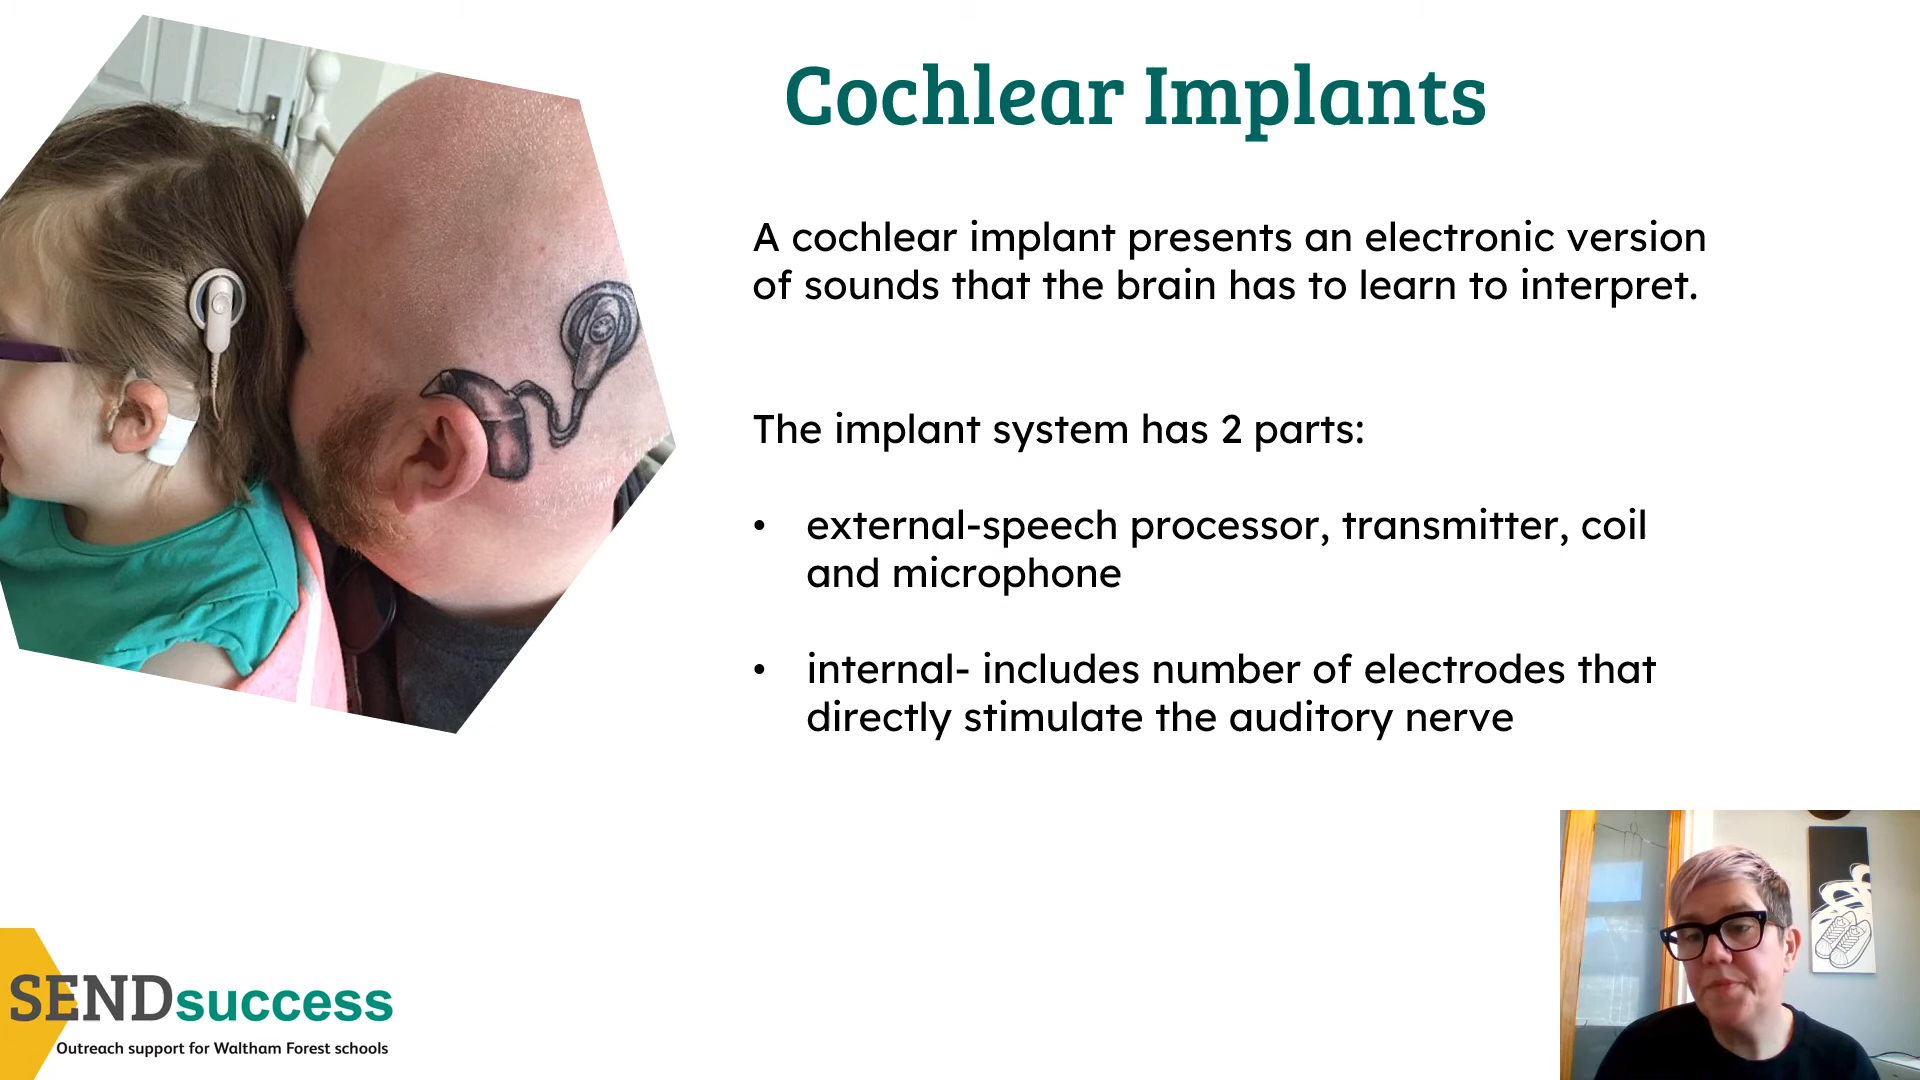 Cochlear Implants
A cochlear implant presents an electronic version
of sounds that the brain has to learn to interpret.
The implant system has 2 parts:
• external-speech processor, transmitter, coil
and microphone
• internal- includes number of electrodes that
directly stimulate the auditory nerve
SENDsuccess
Outreach support for Waltham Forest schools